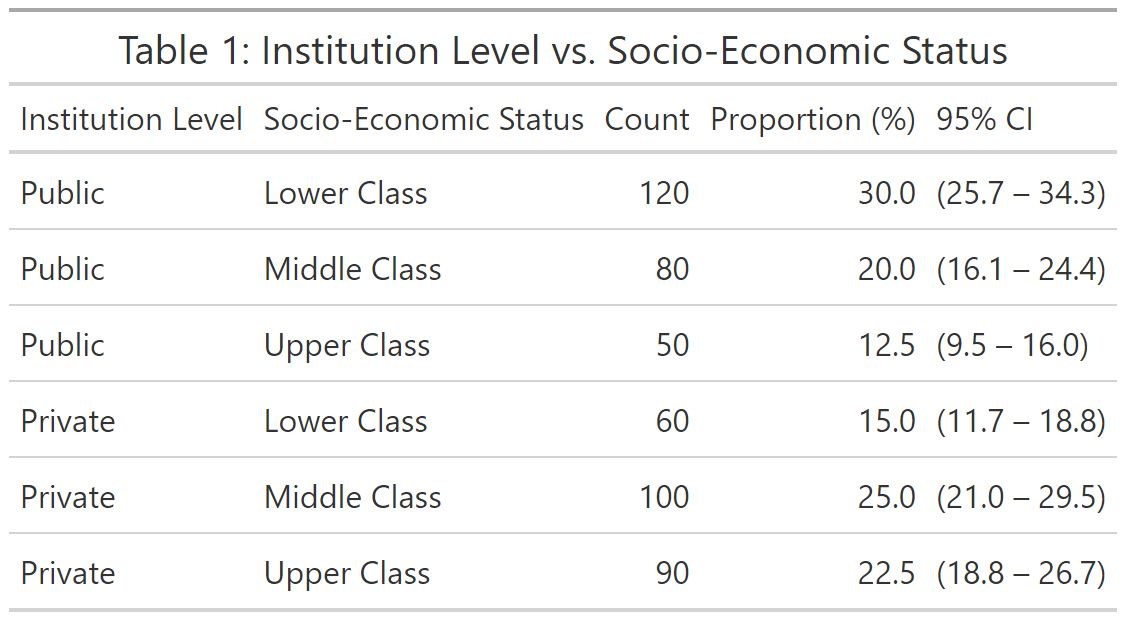 Table 1: Institution Level vs. Socio-Economic Status
Institution Level Socio-Economic Status Count Proportion (%) 95% CI
Public Lower Class 120 30.0 (25.7 – 34.3)
Public Middle Class 80 20.0 (16.1 – 24.4)
Public Upper Class 50 12.5 (9.5 – 16.0)
Private Lower Class 60 15.0 (11.7 – 18.8)
Private Middle Class 100 25.0 (21.0 – 29.5)
Private Upper Class 90 22.5 (18.8 – 26.7)